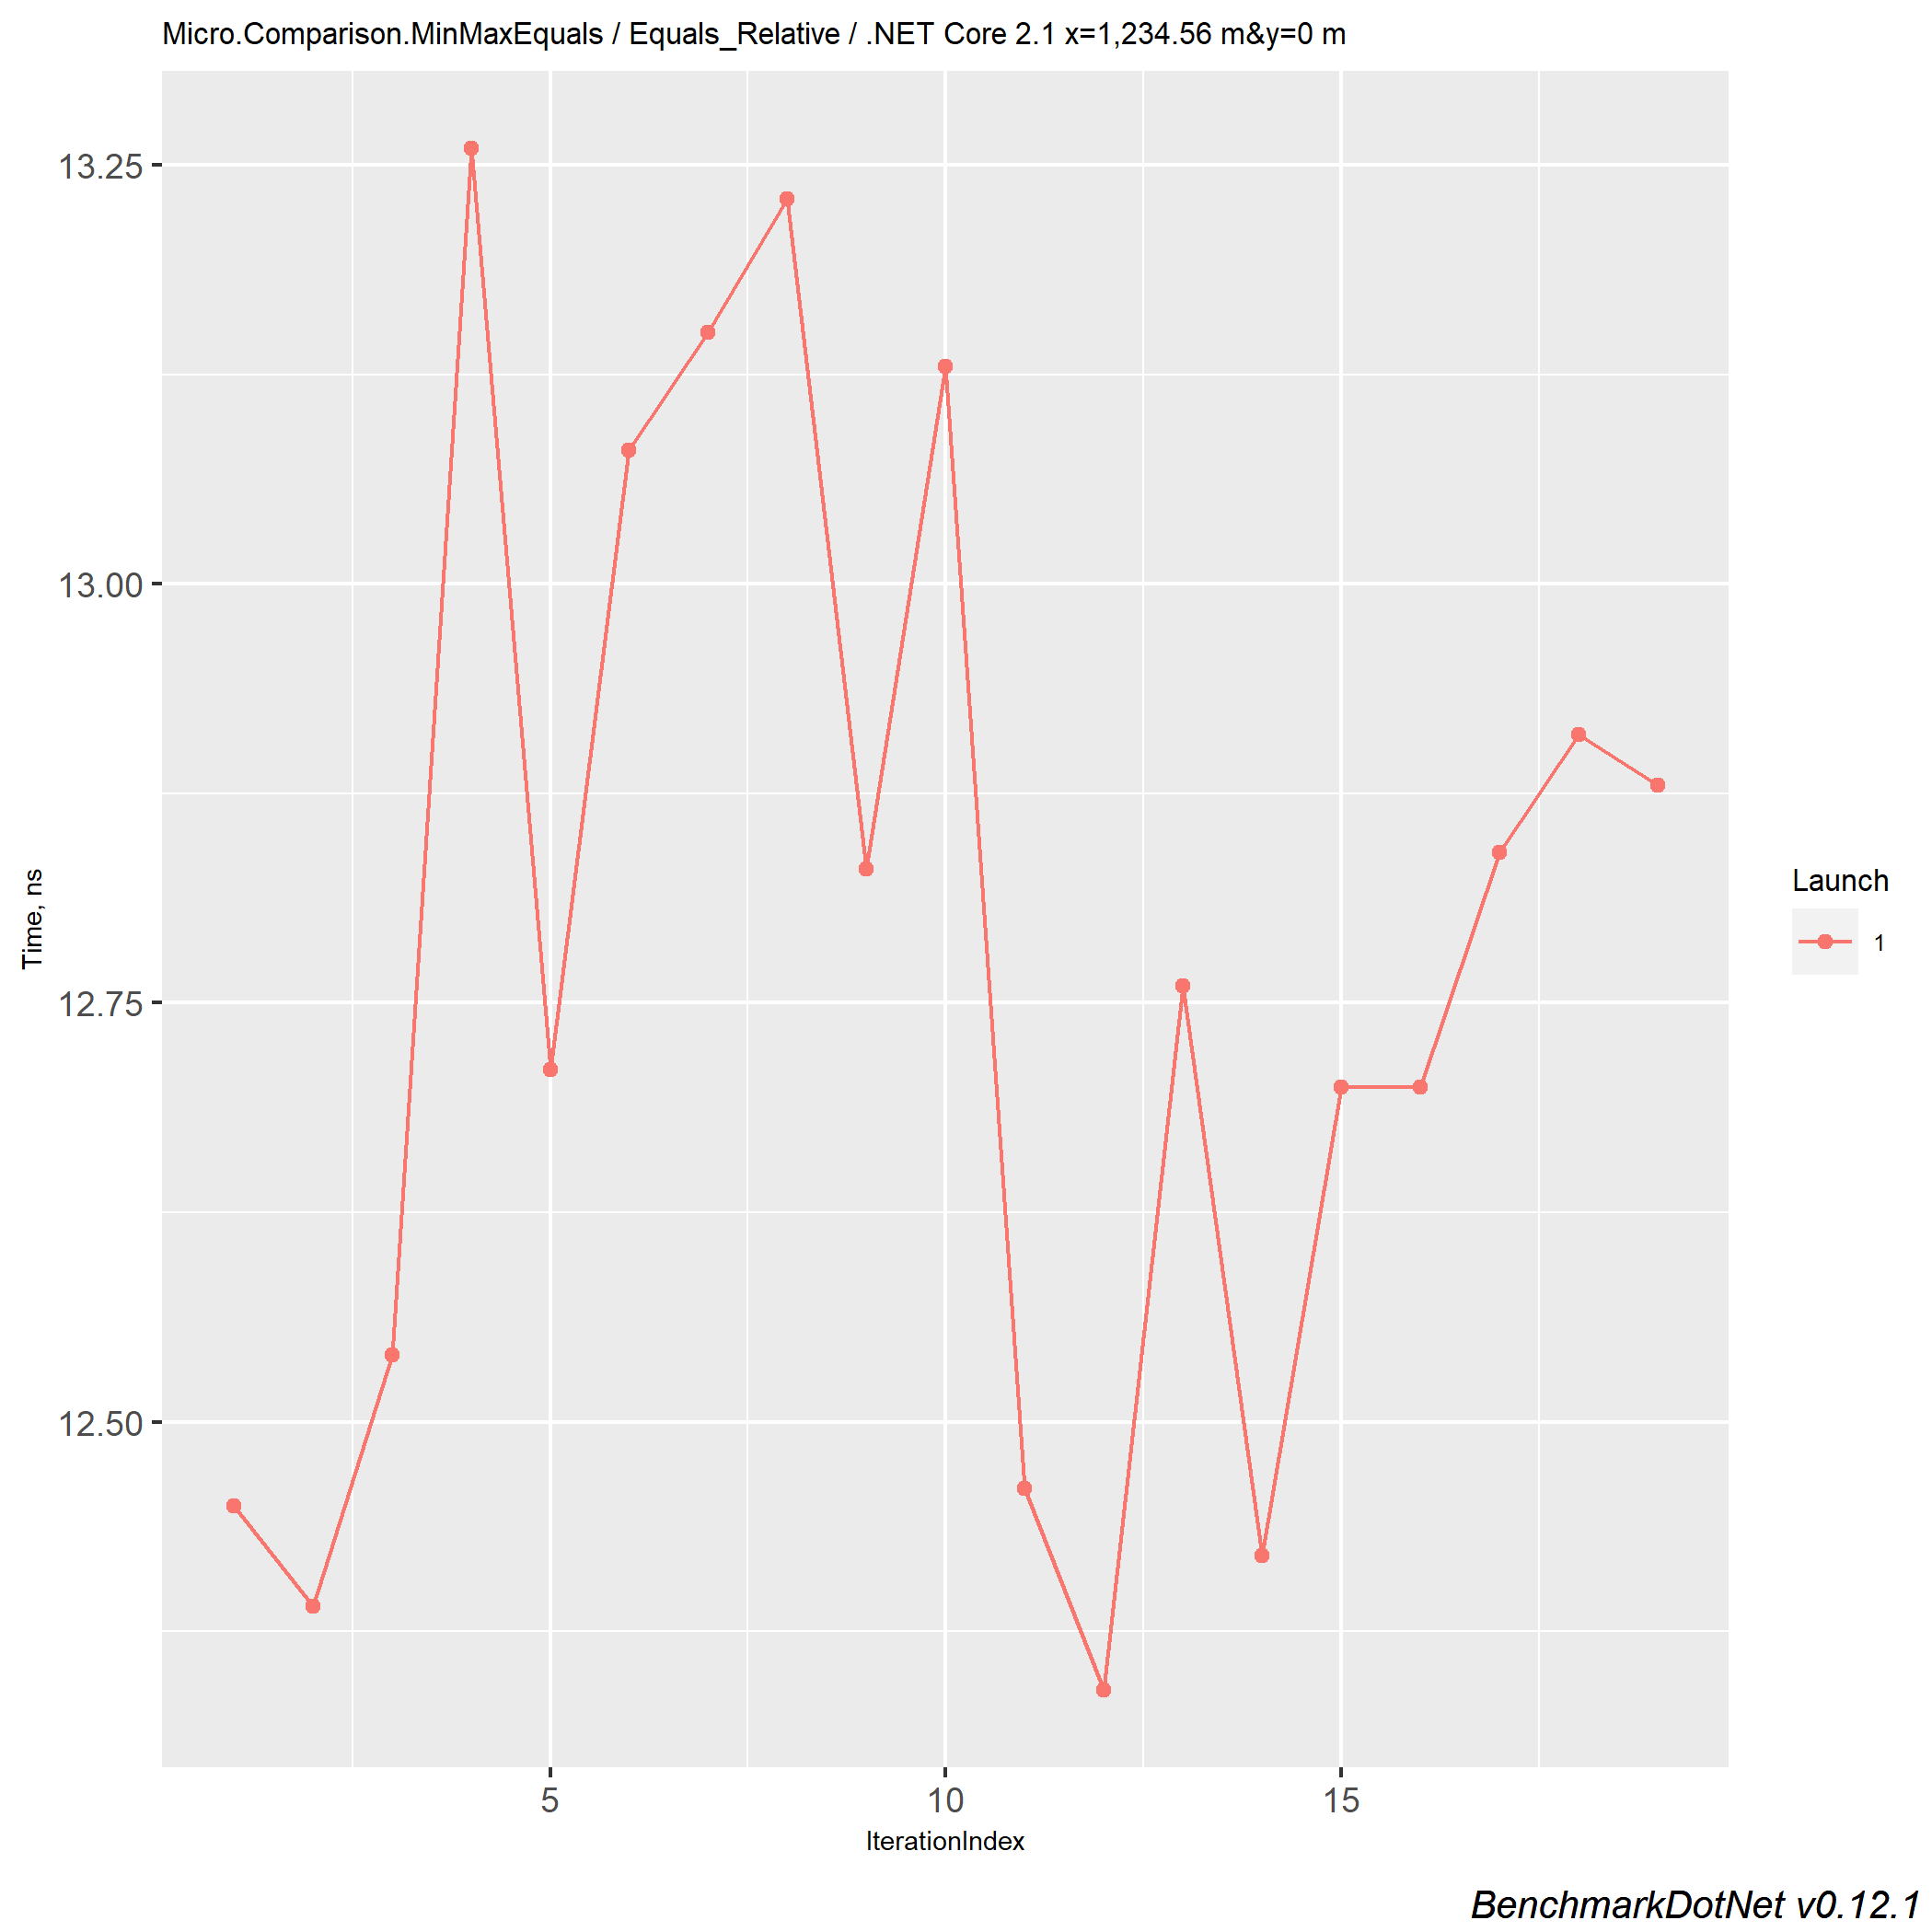 Micro.Comparison.MinMaxEquals / Equals_Relative / .NET Core 2.1 x=1,234.56 m&y=0 m
13.25
13.00
12.75
12.50
Time, ns
5
10
15
IterationIndex
Launch
1
BenchmarkDotNet v0.12.1